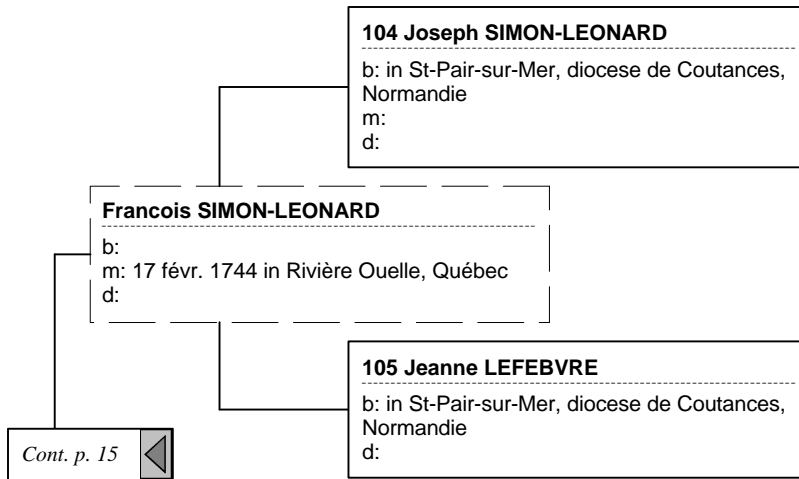 104 Joseph SIMON-LEONARD
b: in St-Pair-sur-Mer, diocese de Coutances,
Normandie
m:
d:
Francois SIMON-LEONARD
b:
m: 17 févr. 1744 in Rivière Ouelle, Québec
d:
105 Jeanne LEFEBVRE
b: in St-Pair-sur-Mer, diocese de Coutances,
Normandie
d:
Cont. p. 15